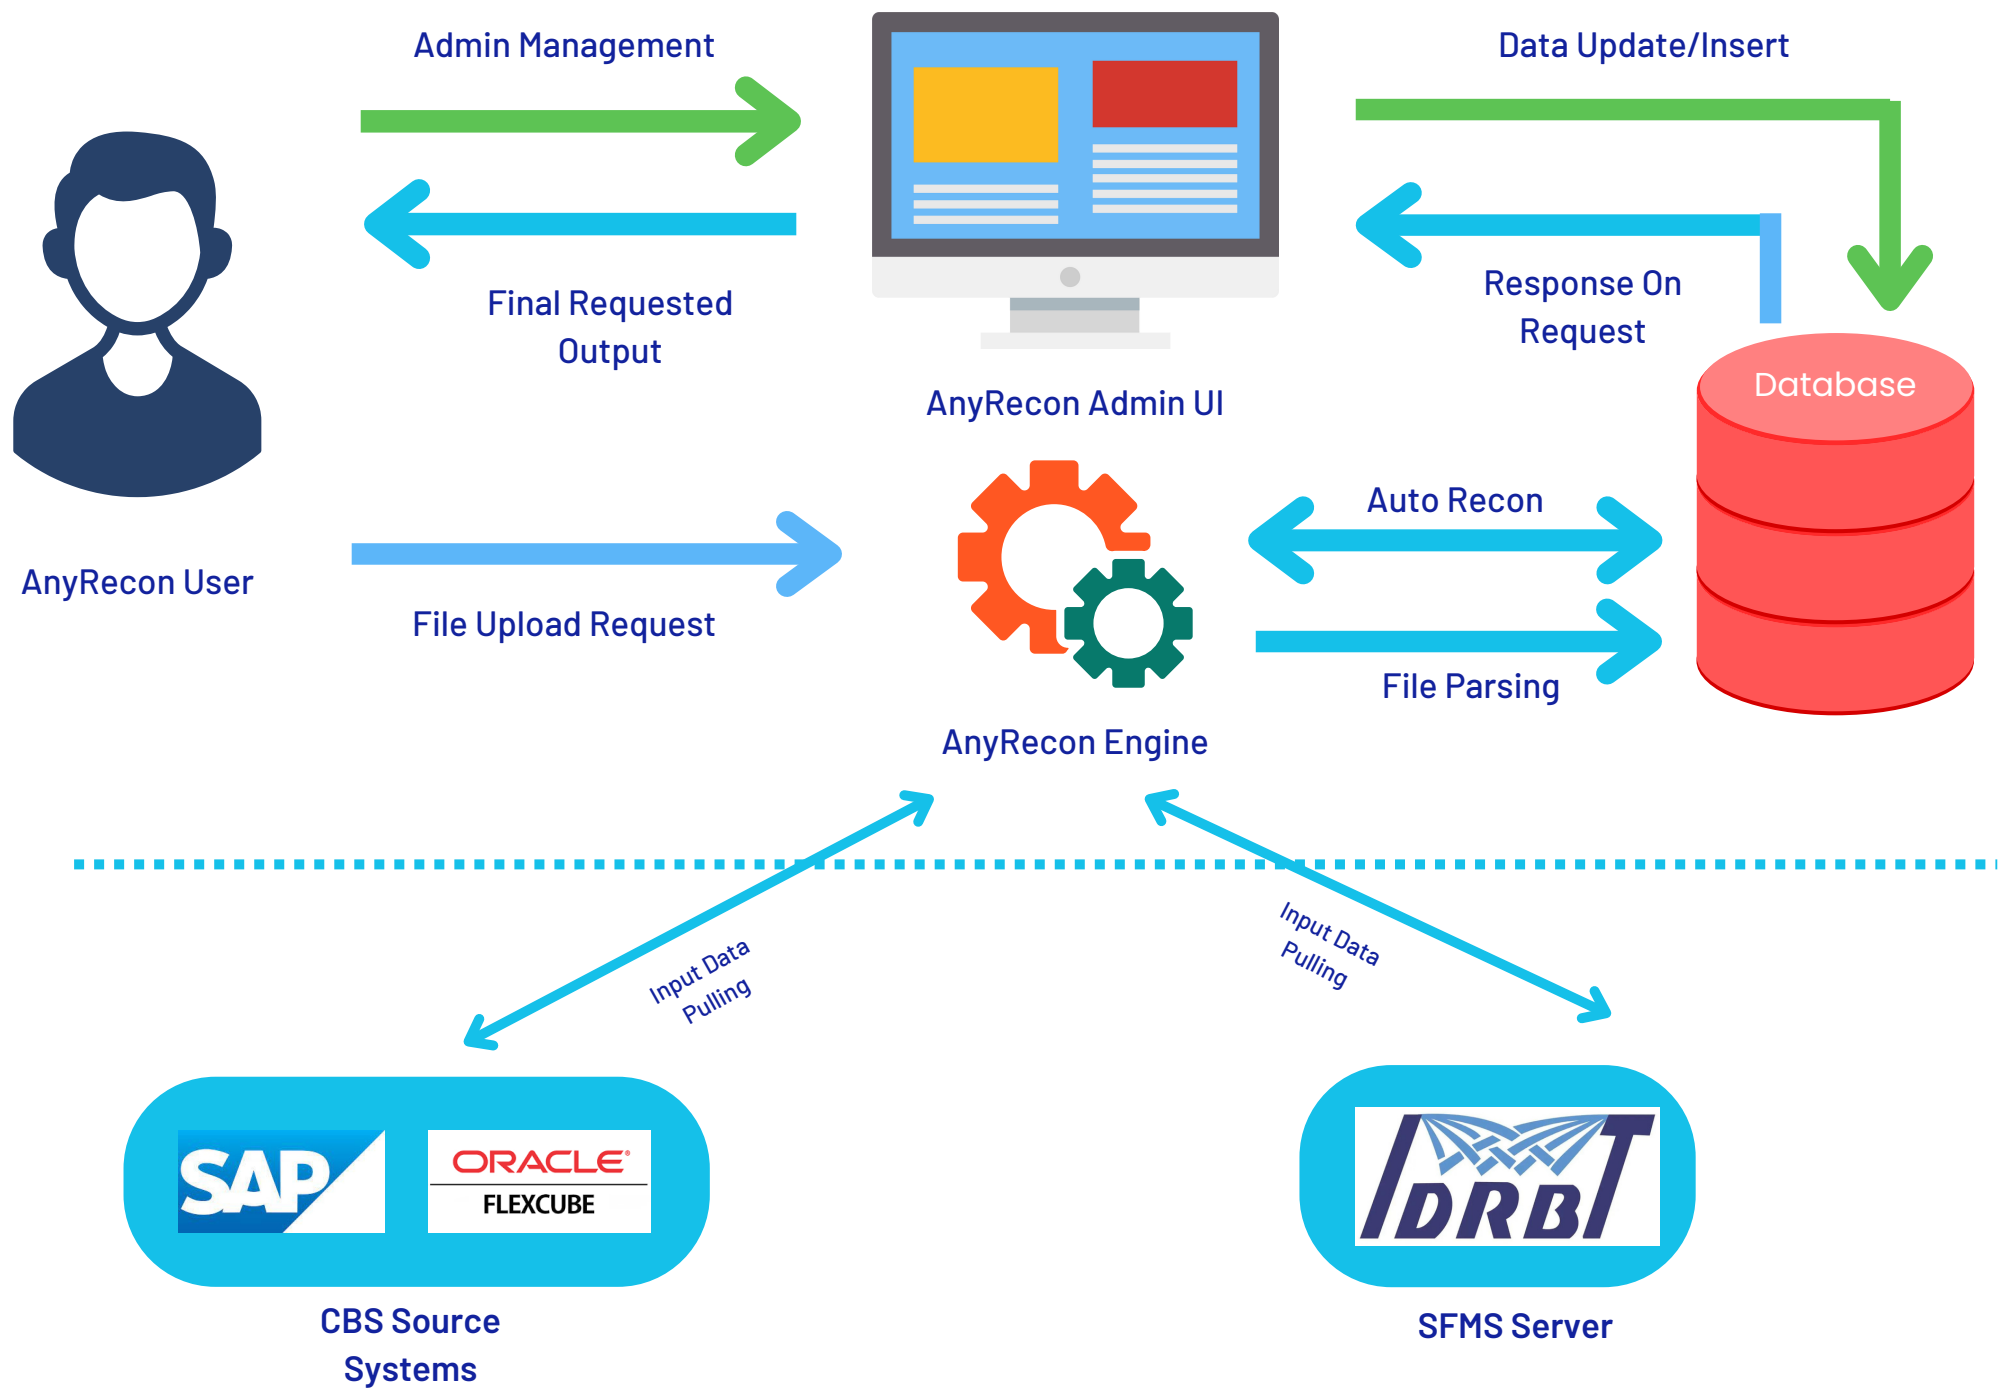 Admin Management
Data Update/Insert
Final Requested
Output
Response On
Request
Database
AnyRecon Admin UI
Auto Recon
AnyRecon User
File Upload Request
File Parsing
AnyRecon Engine
Input Data
Pulling
Input Data
Pulling
SAP
ORACLE®
FLEXCUBE
IDRBT
CBS Source
Systems
SFMS Server